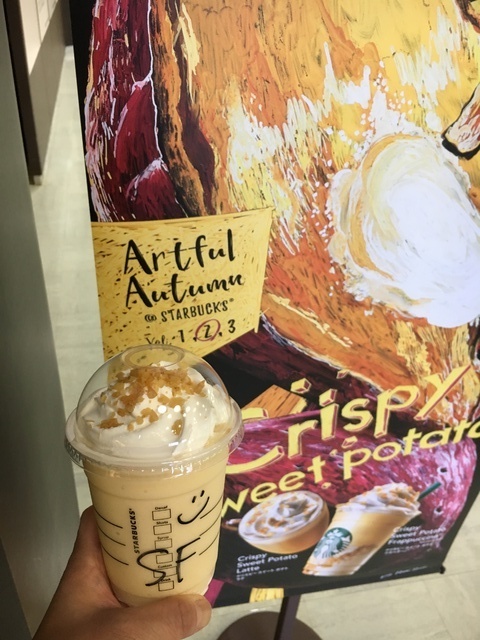 Artful
Autumn
@ STARBUCKS®
Vol. 1. 2. 3
Crispy
sweet potato
Crispy
Sweet Potato
Latte
Crispy
Sweet Potato
Frappuccino
STARBUCKS
Decaf
SF